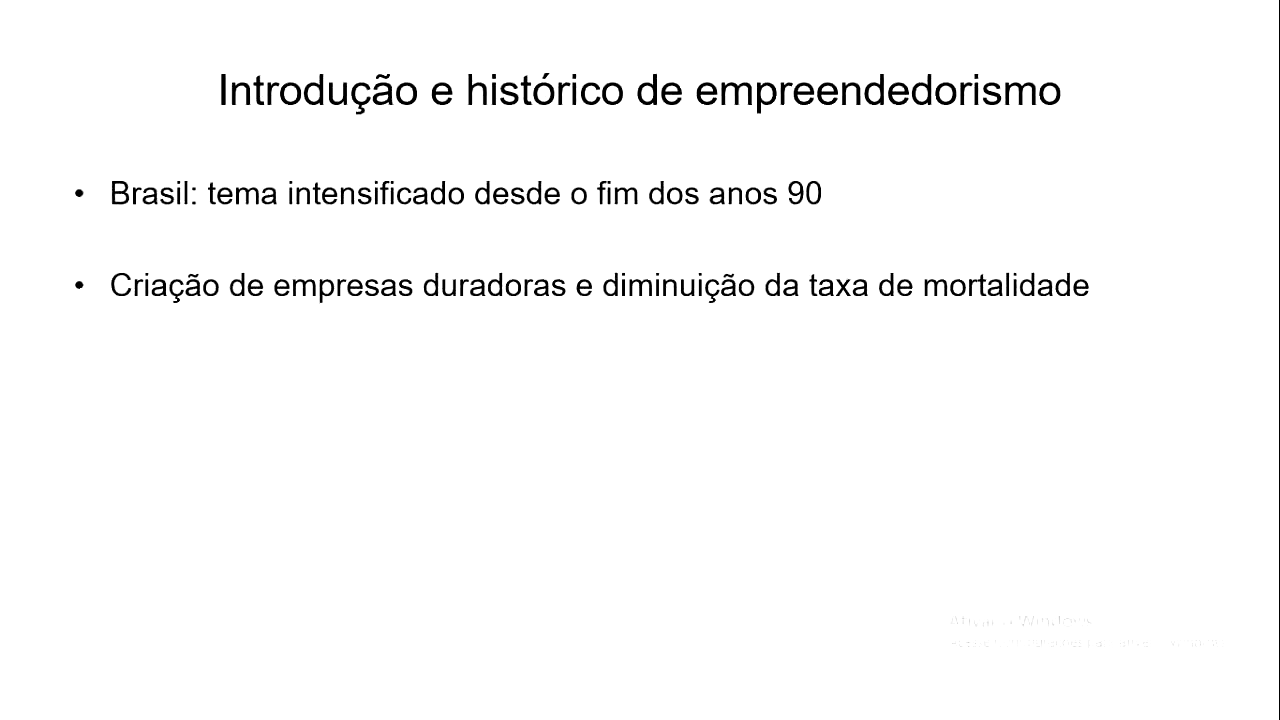 Introdução e histórico de empreendedorismo
• Brasil: tema intensificado desde o fim dos anos 90
• Criação de empresas duradoras e diminuição da taxa de mortalidade